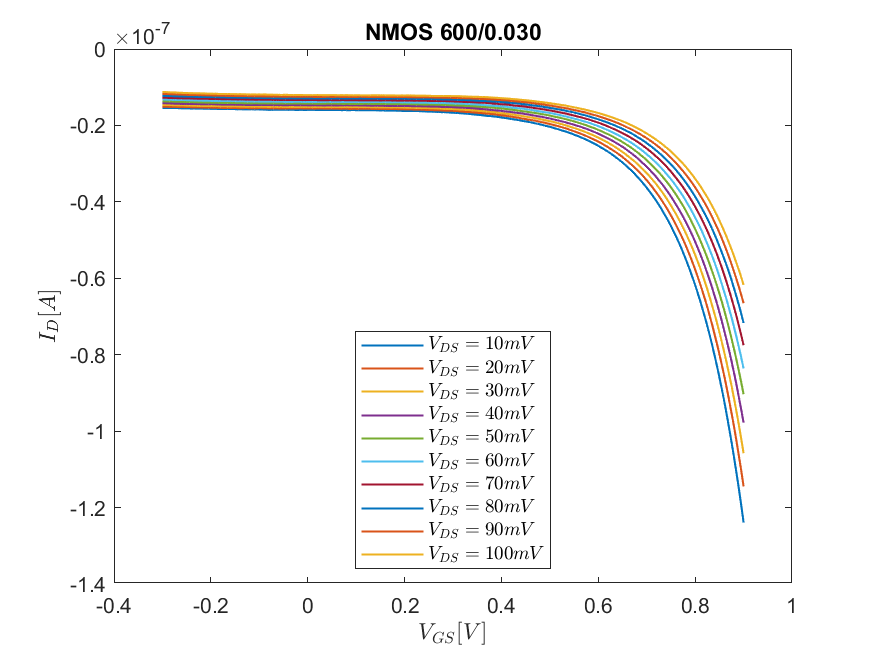 NMOS 600/0.030
×10^-7
0
-0.2
-0.4
-0.6
-0.8
-1
-1.2
-1.4
-0.4 -0.2 0 0.2 0.4 0.6 0.8 1
I_D[A]
V_GS[V]
V_DS = 10mV
V_DS = 20mV
V_DS = 30mV
V_DS = 40mV
V_DS = 50mV
V_DS = 60mV
V_DS = 70mV
V_DS = 80mV
V_DS = 90mV
V_DS = 100mV